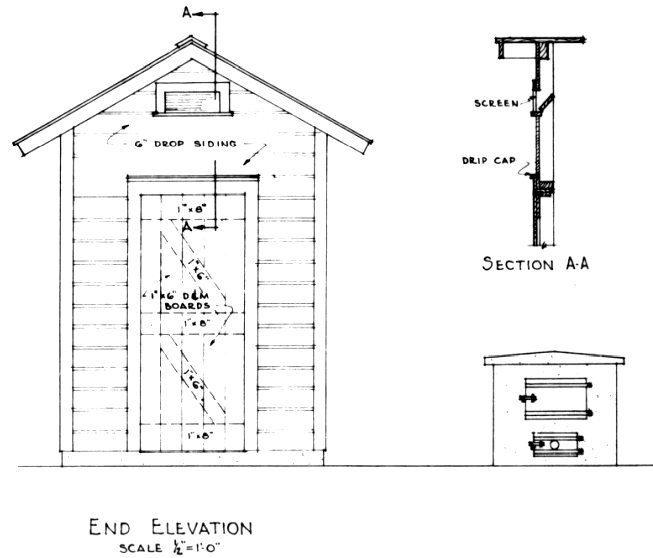 A
6" DROP SIDING
1" x 8"
A
1" x 6"
1" x 6" D&M
BOARDS
1" x 8"
1" x 6"
1" x 8"
END ELEVATION
SCALE ½"=1'-0"
SCREEN
DRIP CAP
SECTION A-A